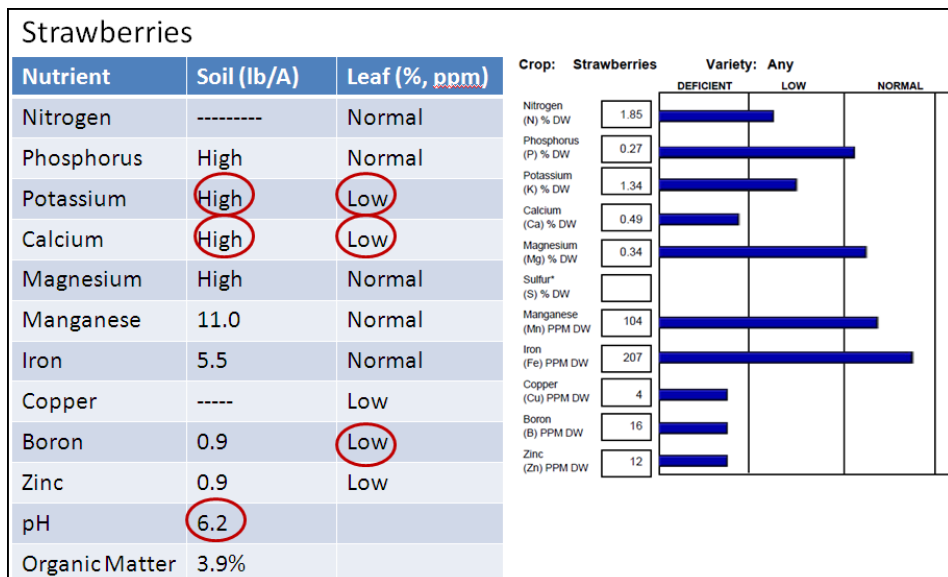 Strawberries
Nutrient Soil (lb/A) Leaf (%, ppm)
Nitrogen --------- Normal
Phosphorus High Normal
Potassium High Low
Calcium High Low
Magnesium High Normal
Manganese 11.0 Normal
Iron 5.5 Normal
Copper ----- Low
Boron 0.9 Low
Zinc 0.9 Low
pH 6.2
Organic Matter 3.9%
Crop: Strawberries Variety: Any
DEFICIENT LOW NORMAL
Nitrogen
(N) % DW 1.85
Phosphorus
(P) % DW 0.27
Potassium
(K) % DW 1.34
Calcium
(Ca) % DW 0.49
Magnesium
(Mg) % DW 0.34
Sulfur*
(S) % DW
Manganese
(Mn) PPM DW 104
Iron
(Fe) PPM DW 207
Copper
(Cu) PPM DW 4
Boron
(B) PPM DW 16
Zinc
(Zn) PPM DW 12